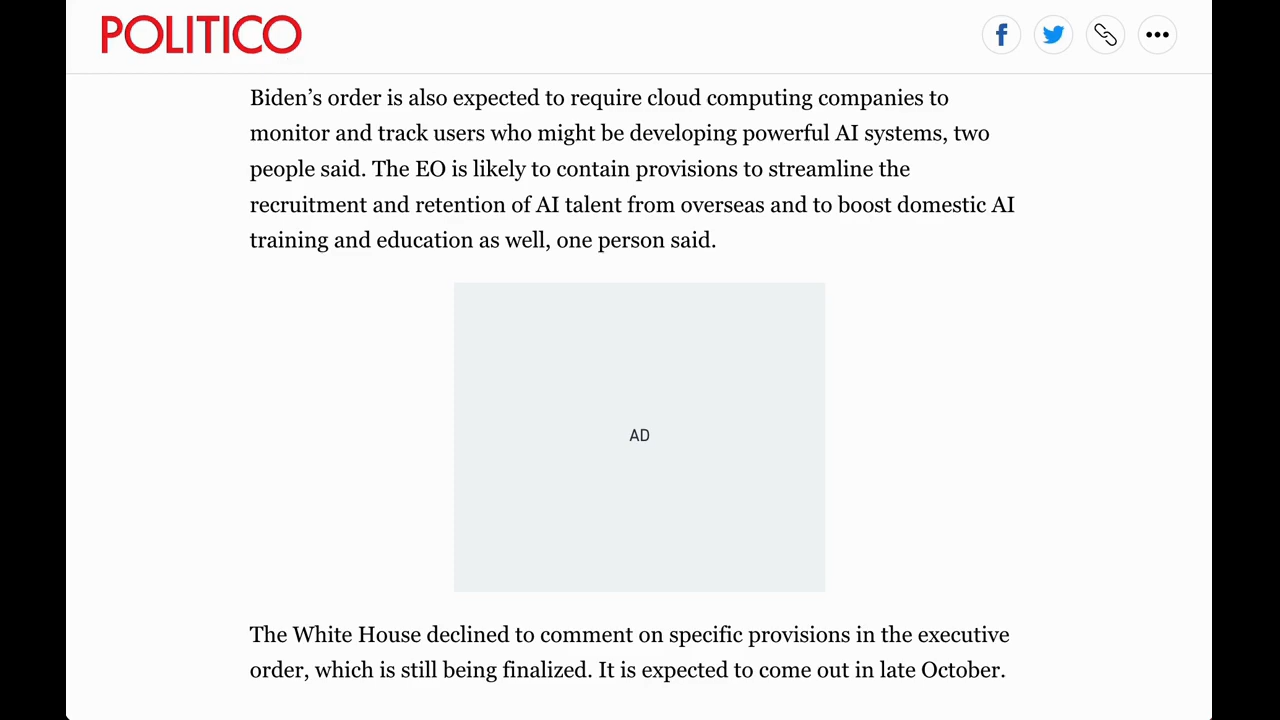 POLITICO
Biden’s order is also expected to require cloud computing companies to
monitor and track users who might be developing powerful AI systems, two
people said. The EO is likely to contain provisions to streamline the
recruitment and retention of AI talent from overseas and to boost domestic AI
training and education as well, one person said.
AD
The White House declined to comment on specific provisions in the executive
order, which is still being finalized. It is expected to come out in late October.